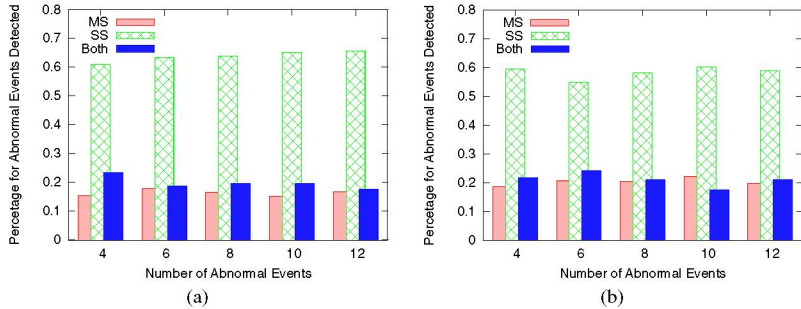 Percetage for Abnormal Events Detected
0.8
0.7
0.6
0.5
0.4
0.3
0.2
0.1
0
MS
SS
Both
4
6
8
10
12
Number of Abnormal Events
(a)
Percetage for Abnormal Events Detected
0.8
0.7
0.6
0.5
0.4
0.3
0.2
0.1
0
MS
SS
Both
4
6
8
10
12
Number of Abnormal Events
(b)